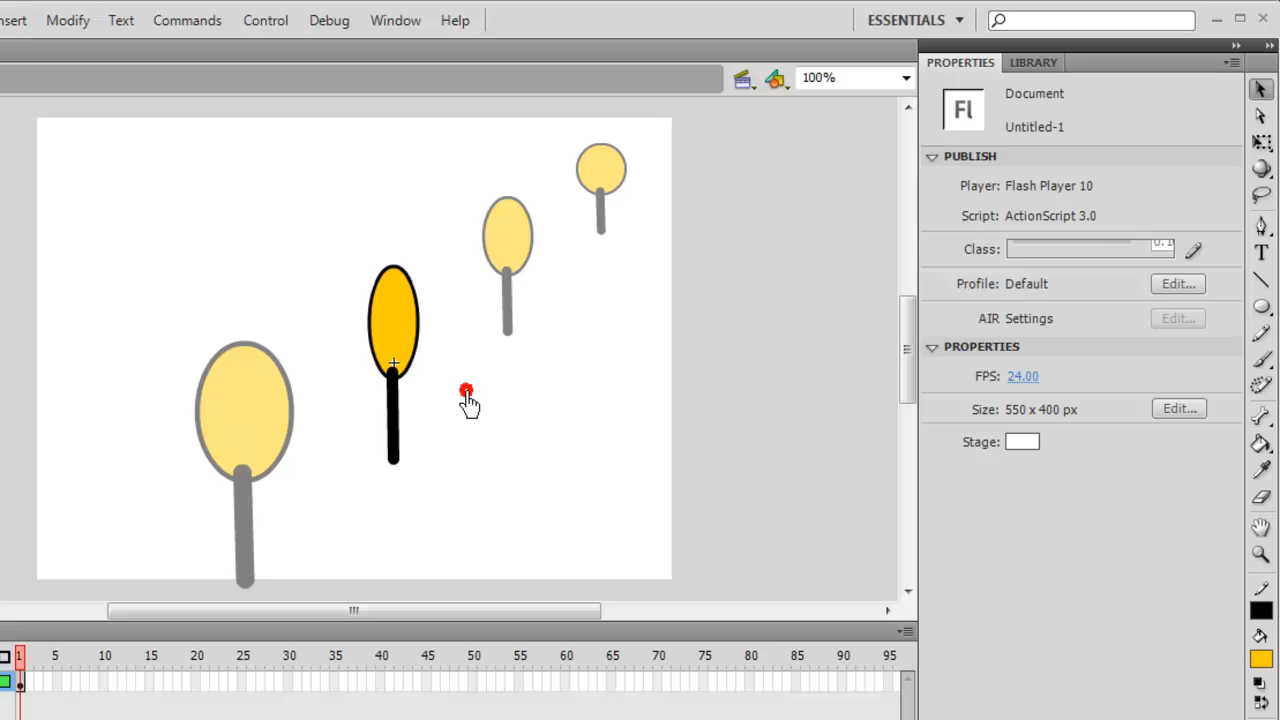 nsert Modify Text Commands Control Debug Window Help ESSENTIALS
100%
PROPERTIES LIBRARY
Fl
Document
Untitled-1
PUBLISH
Player: Flash Player 10
Script: ActionScript 3.0
Class:
Profile: Default Edit...
AIR Settings Edit...
PROPERTIES
FPS: 24.00
Size: 550 x 400 px Edit...
Stage:
T
1 5 10 15 20 25 30 35 40 45 50 55 60 65 70 75 80 85 90 95